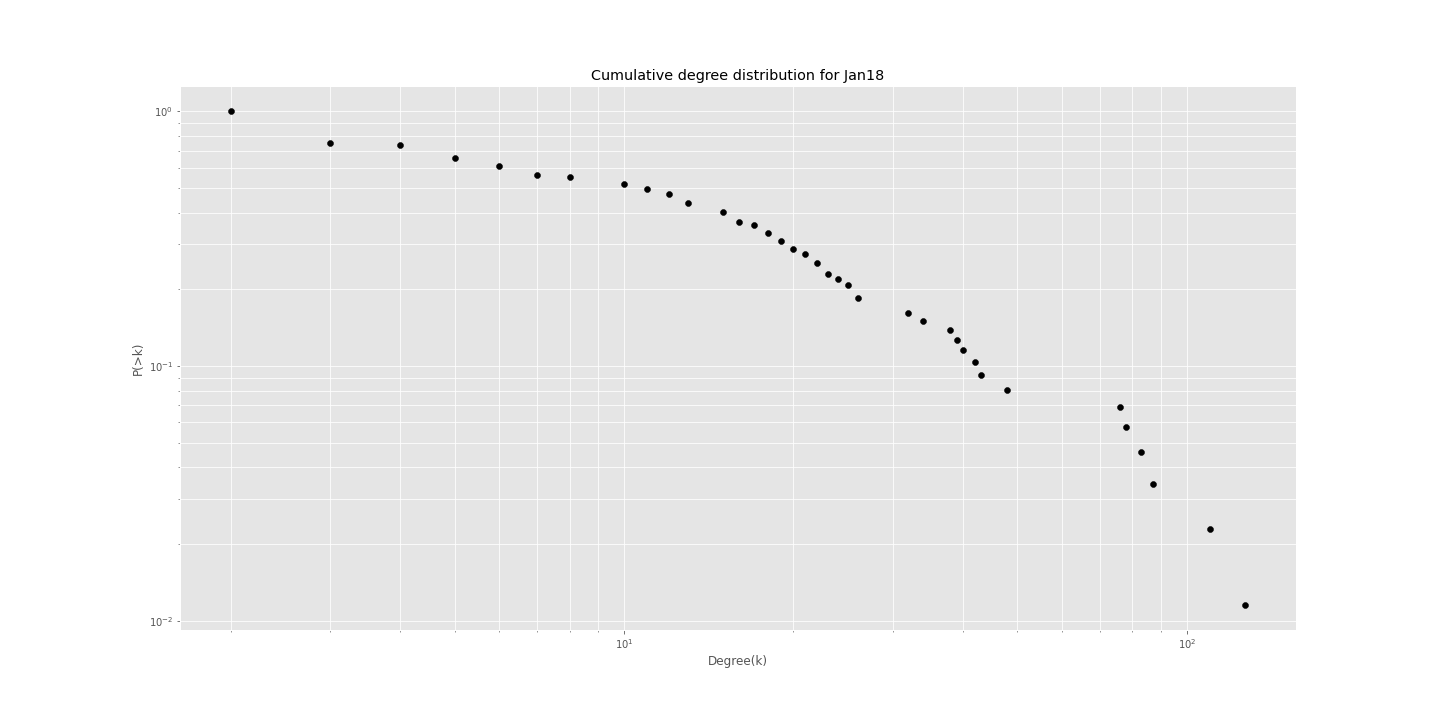 Cumulative degree distribution for Jan18
10⁰
P(>k)
10⁻¹
10⁻²
10¹
10²
Degree(k)